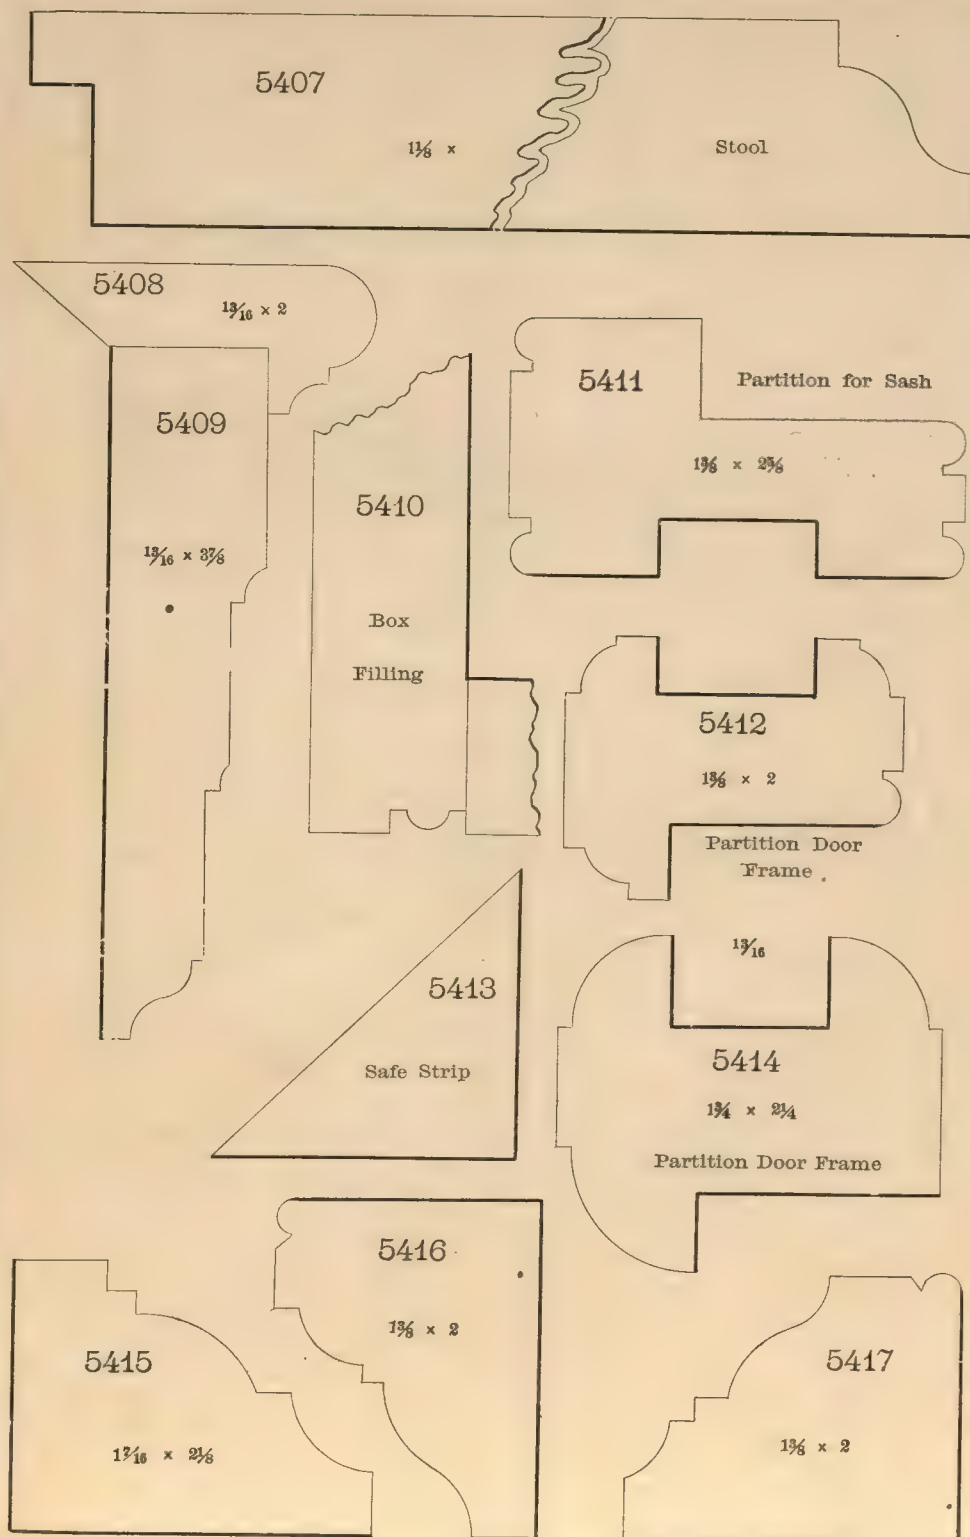 5407
1⅛ ×
Stool
5408
13/16 × 2
5409
13/16 × 3⅞
5410
Box
Filling
5411
Partition for Sash
1⅜ × 2⅝
5412
1⅜ × 2
Partition Door
Frame
13/16
5413
Safe Strip
5414
1¾ × 2¼
Partition Door Frame
5415
1 7/16 × 2⅛
5416
1⅜ × 2
5417
1⅜ × 2